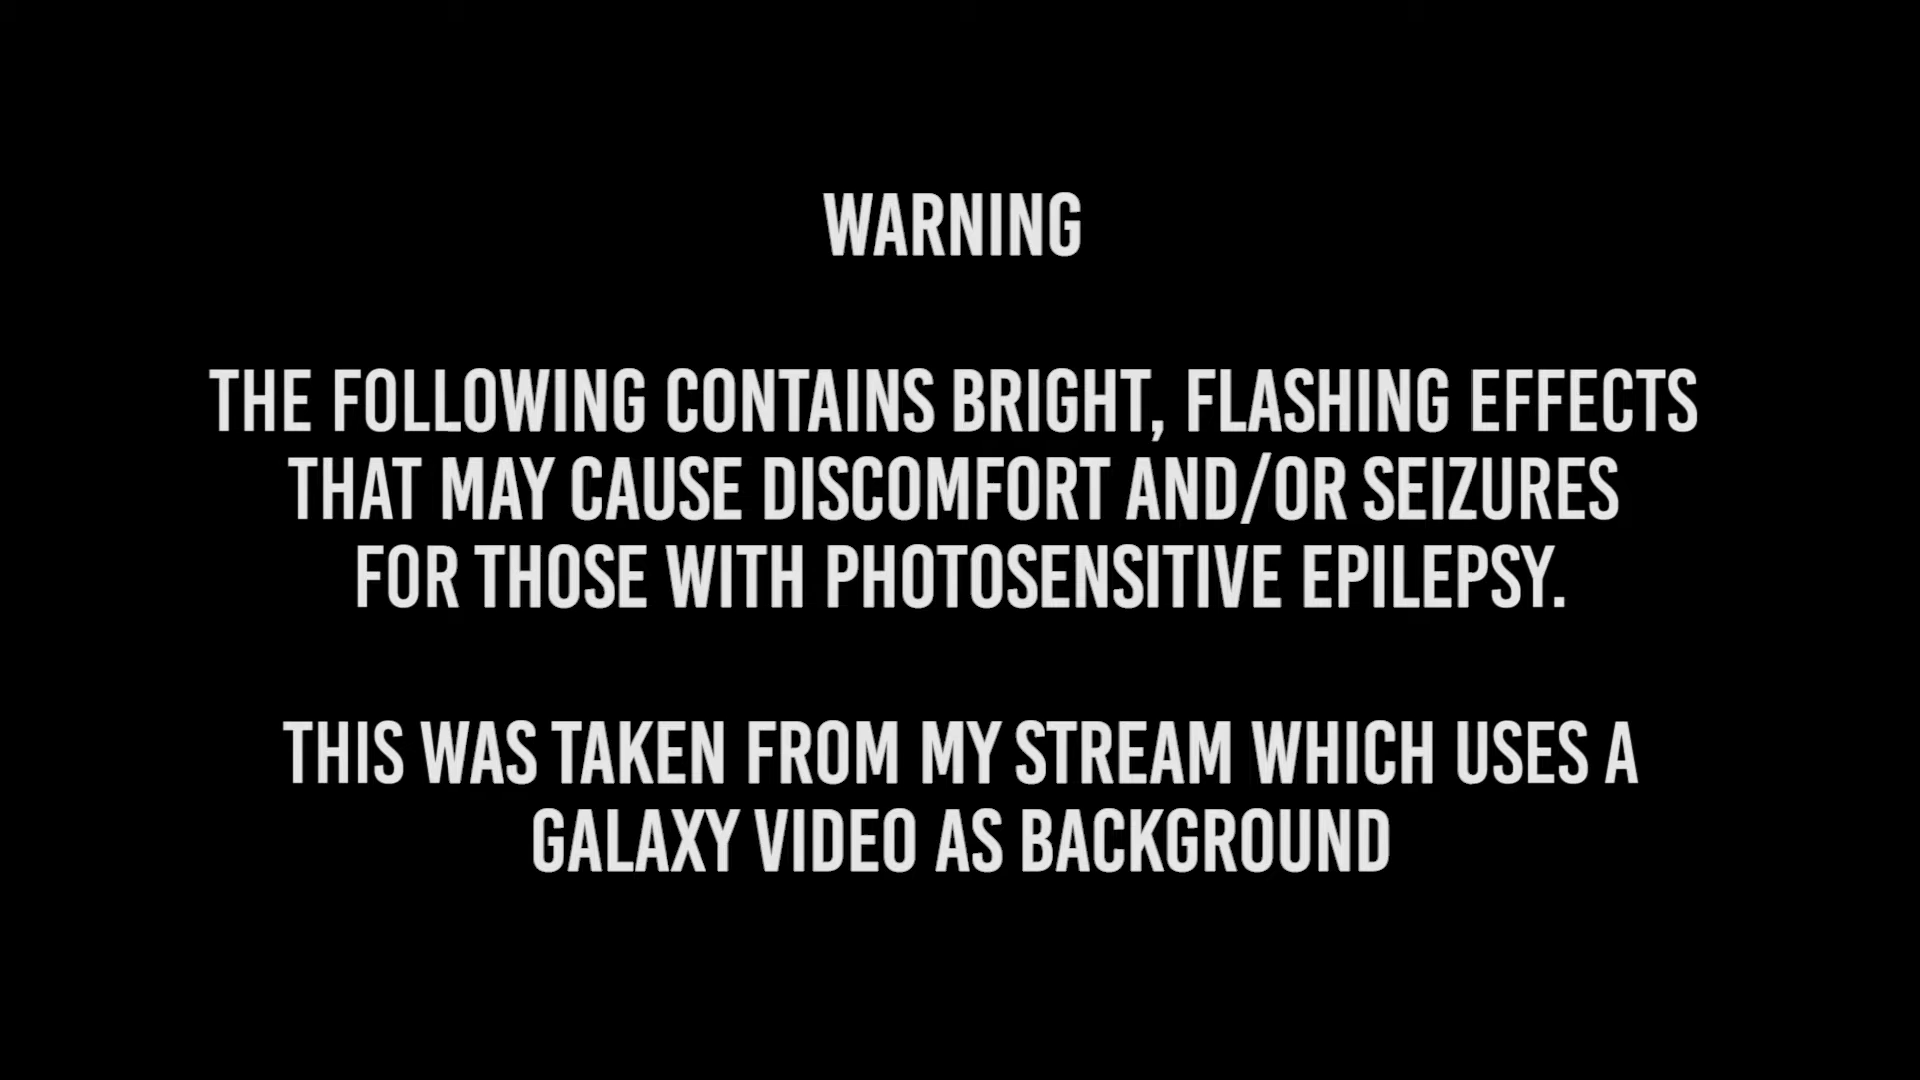 WARNING
THE FOLLOWING CONTAINS BRIGHT, FLASHING EFFECTS
THAT MAY CAUSE DISCOMFORT AND/OR SEIZURES
FOR THOSE WITH PHOTOSENSITIVE EPILEPSY.
THIS WAS TAKEN FROM MY STREAM WHICH USES A
GALAXY VIDEO AS BACKGROUND